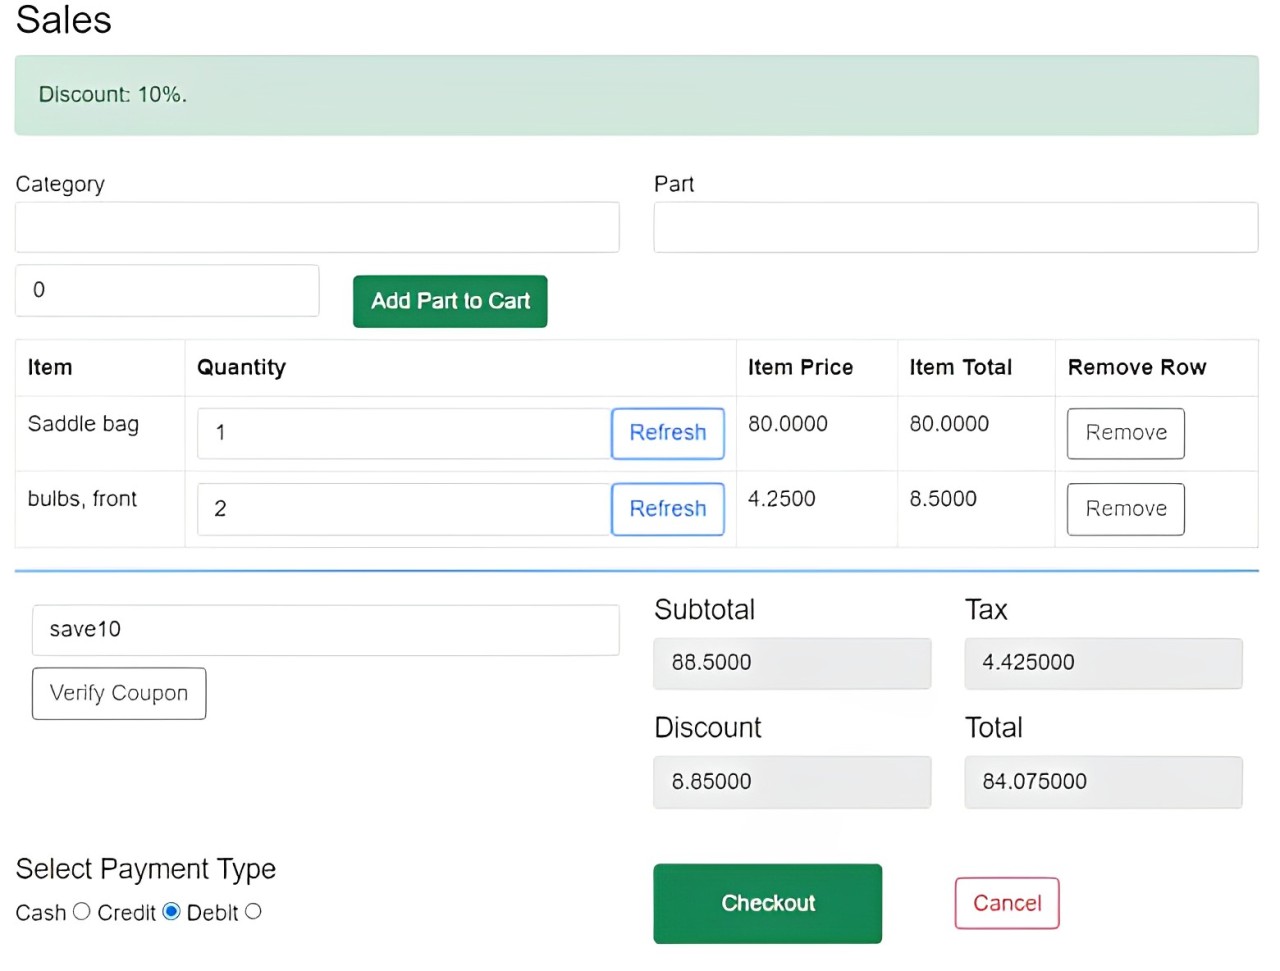 Sales
Discount: 10%.
Category Part
0 Add Part to Cart
Item Quantity Item Price Item Total Remove Row
Saddle bag 1 Refresh 80.0000 80.0000 Remove
bulbs, front 2 Refresh 4.2500 8.5000 Remove
save10
Verify Coupon
Subtotal Tax
88.5000 4.425000
Discount Total
8.85000 84.075000
Select Payment Type
Cash Credit Debit
Checkout Cancel